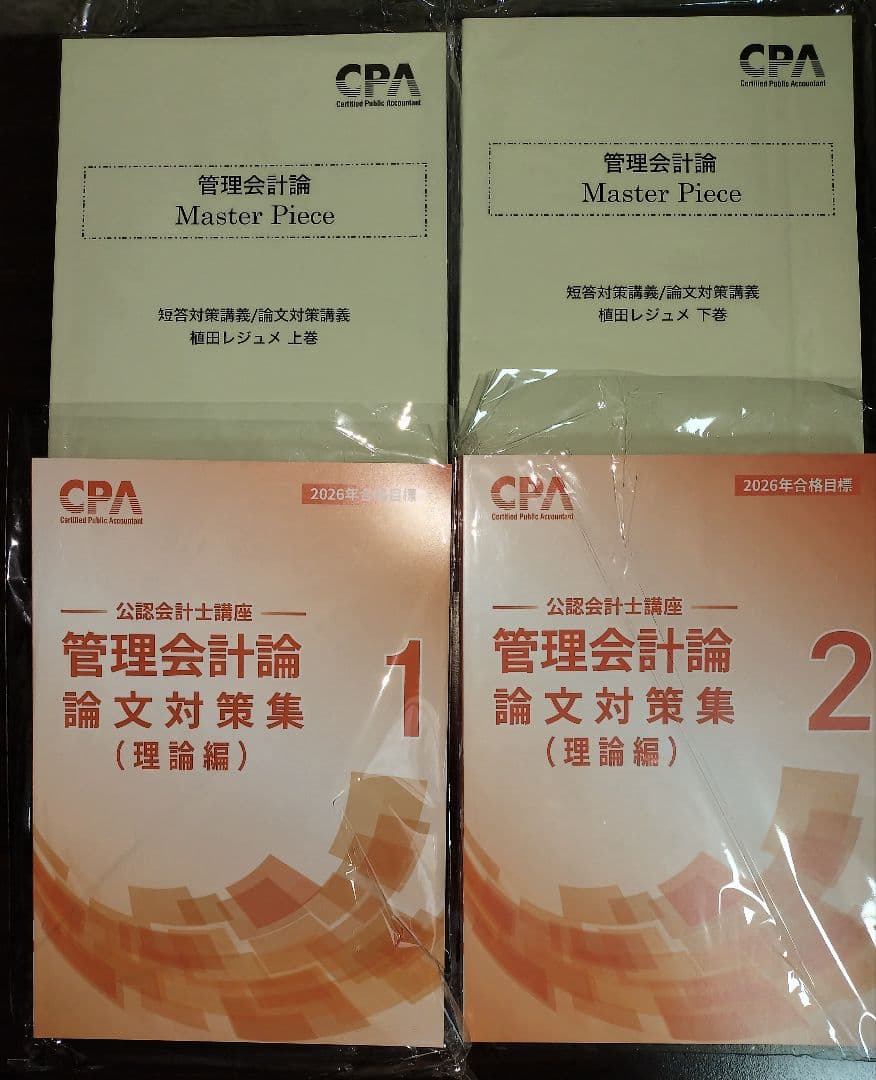 CPA
Certified Public Accountant
管理会計論
Master Piece
短答対策講義/論文対策講義
植田レジュメ 上巻
CPA
Certified Public Accountant
管理会計論
Master Piece
短答対策講義/論文対策講義
植田レジュメ 下巻
CPA
Certified Public Accountant
2026年合格目標
公認会計士講座
管理会計論
論文対策集
(理論編)
1
CPA
Certified Public Accountant
2026年合格目標
公認会計士講座
管理会計論
論文対策集
(理論編)
2